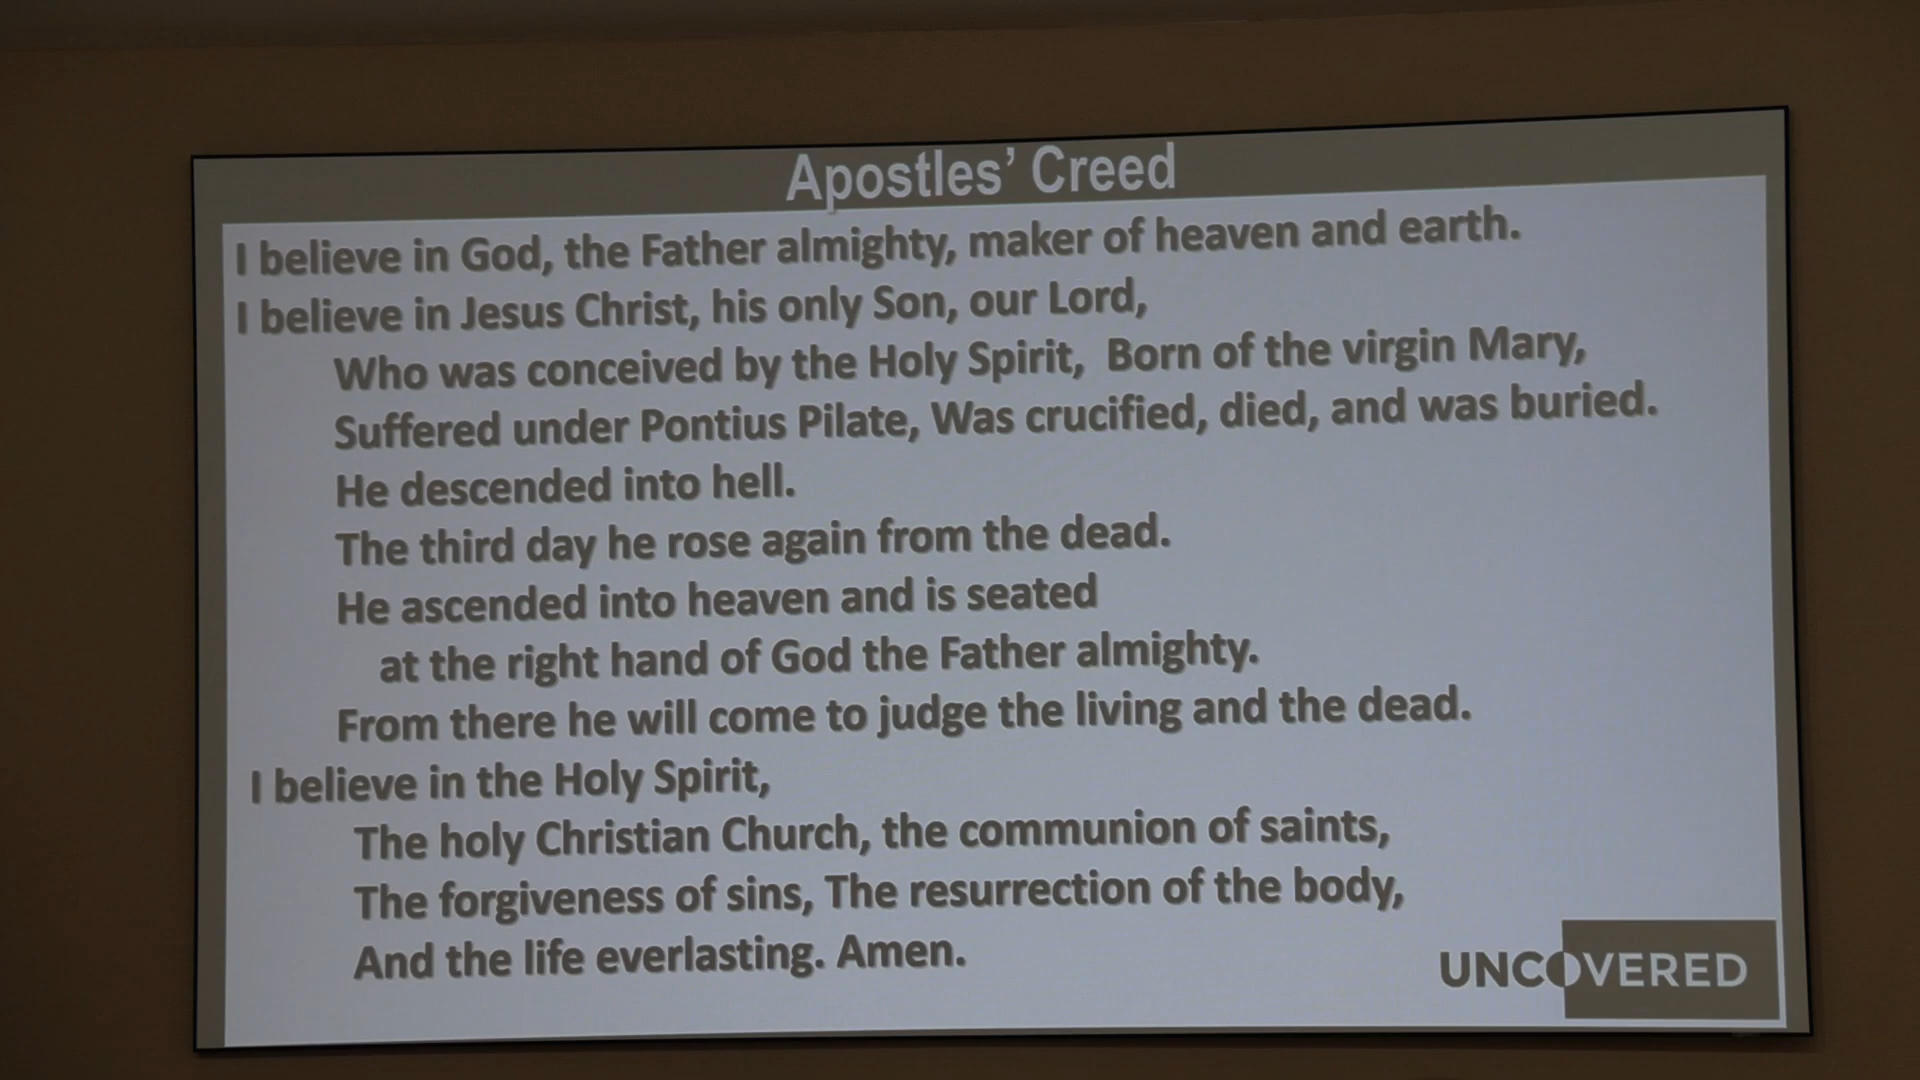 Apostles’ Creed
I believe in God, the Father almighty, maker of heaven and earth.
I believe in Jesus Christ, his only Son, our Lord,
Who was conceived by the Holy Spirit, Born of the virgin Mary,
Suffered under Pontius Pilate, Was crucified, died, and was buried.
He descended into hell.
The third day he rose again from the dead.
He ascended into heaven and is seated
at the right hand of God the Father almighty.
From there he will come to judge the living and the dead.
I believe in the Holy Spirit,
The holy Christian Church, the communion of saints,
The forgiveness of sins, The resurrection of the body,
And the life everlasting. Amen.
UNCOVERED